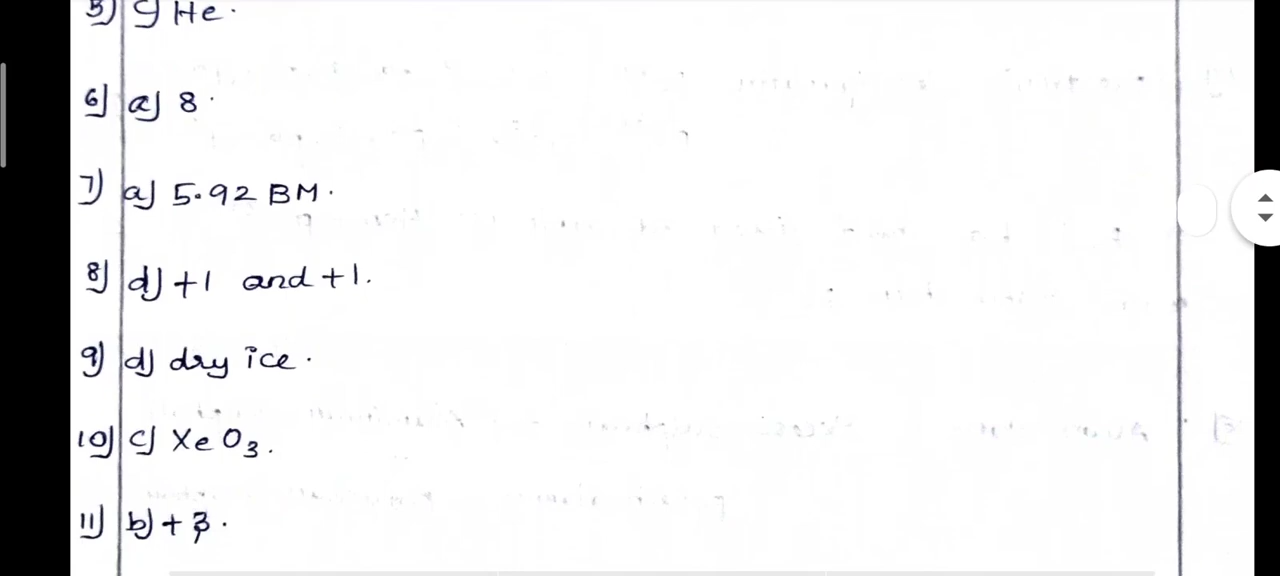 5) c) He.
6) a) 8.
7) a) 5.92 BM.
8) d) +1 and +1.
9) d) dry ice.
10) c) XeO3.
11) b) +3.